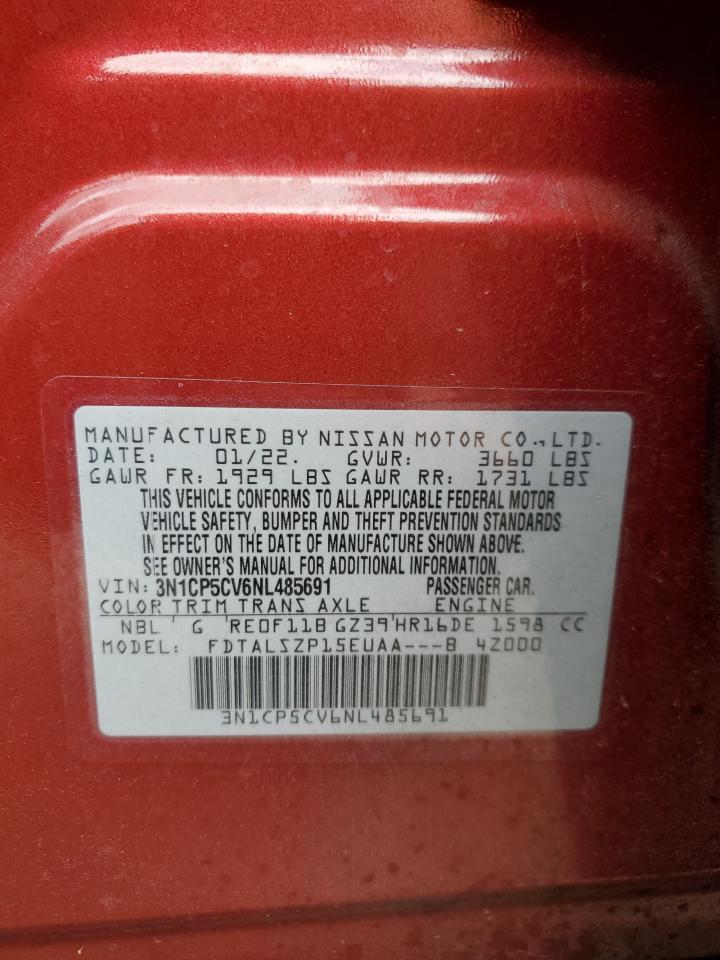 MANUFACTURED BY NISSAN MOTOR CO., LTD.
DATE: 01/22. GVWR: 3660 LBS
GAWR FR: 1929 LBS GAWR RR: 1731 LBS
THIS VEHICLE CONFORMS TO ALL APPLICABLE FEDERAL MOTOR
VEHICLE SAFETY, BUMPER AND THEFT PREVENTION STANDARDS
IN EFFECT ON THE DATE OF MANUFACTURE SHOWN ABOVE.
SEE OWNER'S MANUAL FOR ADDITIONAL INFORMATION.
VIN: 3N1CP5CV6NL485691 PASSENGER CAR.
COLOR TRIM TRANS AXLE ENGINE
NBL G RE0F11B GZ39 HR16DE 1598 CC
MODEL: FDTALSZP15EUAA---B 4Z000
3N1CP5CV6NL485691